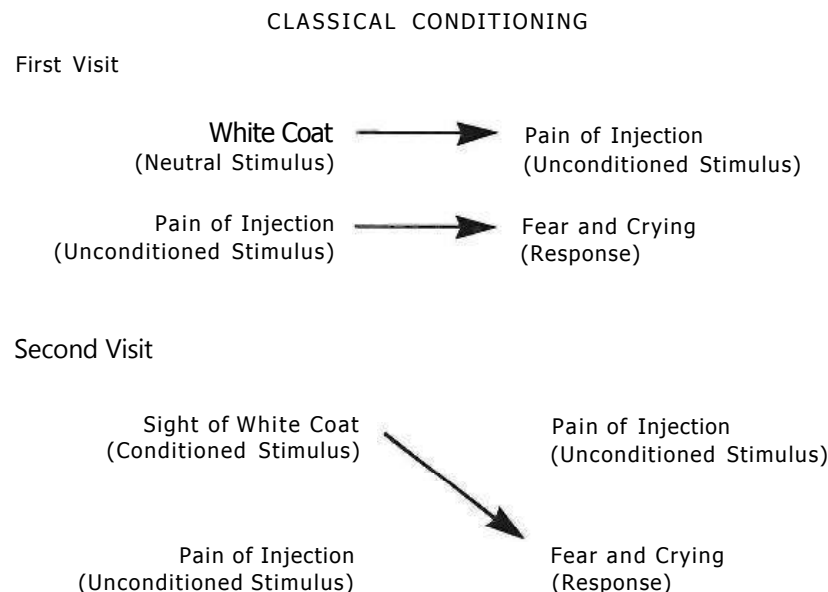 CLASSICAL CONDITIONING
First Visit
White Coat
(Neutral Stimulus)
Pain of Injection
(Unconditioned Stimulus)
Pain of Injection
(Unconditioned Stimulus)
Fear and Crying
(Response)
Second Visit
Sight of White Coat
(Conditioned Stimulus)
Pain of Injection
(Unconditioned Stimulus)
Pain of Injection
(Unconditioned Stimulus)
Fear and Crying
(Response)